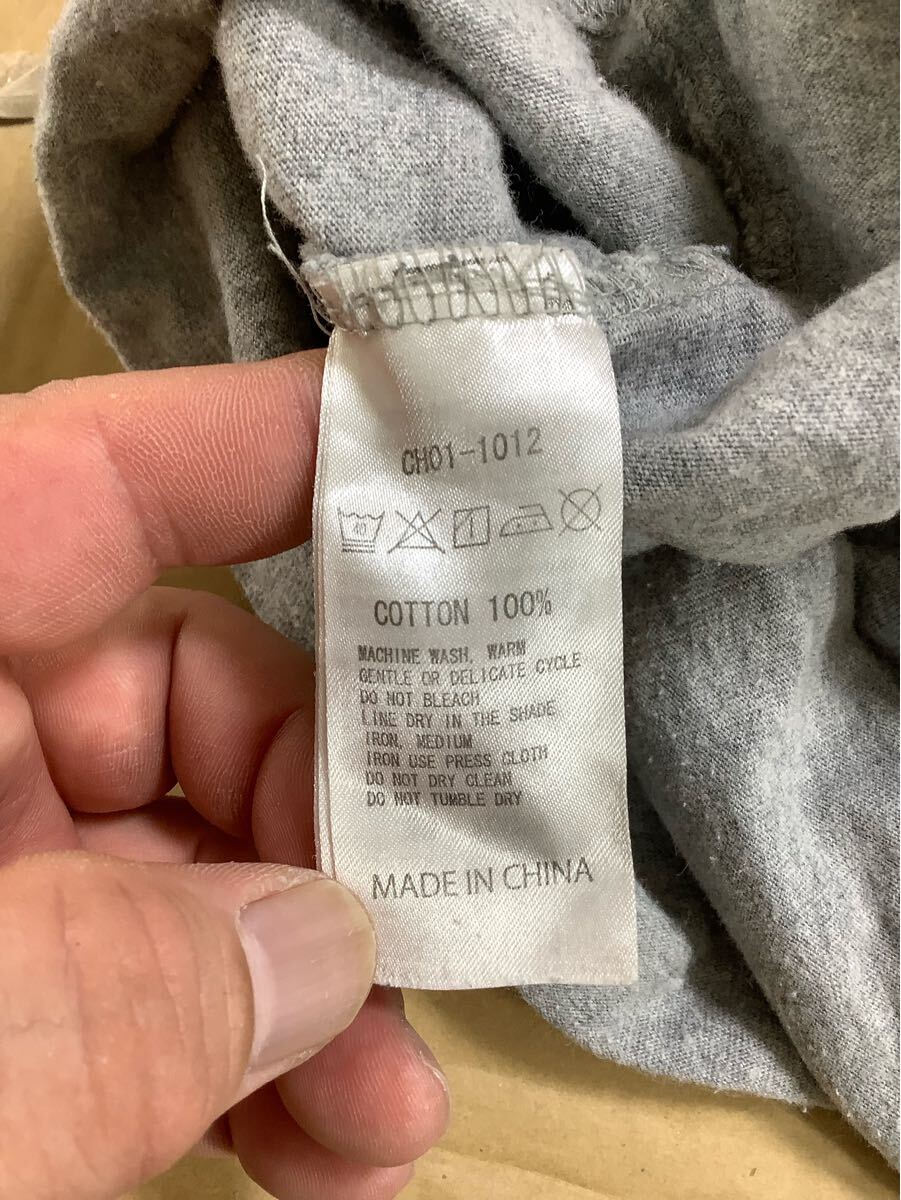 CH01-1012
40
COTTON 100%
MACHINE WASH, WARM
GENTLE OR DELICATE CYCLE
DO NOT BLEACH
LINE DRY IN THE SHADE
IRON, MEDIUM
IRON USE PRESS CLOTH
DO NOT DRY CLEAN
DO NOT TUMBLE DRY
MADE IN CHINA